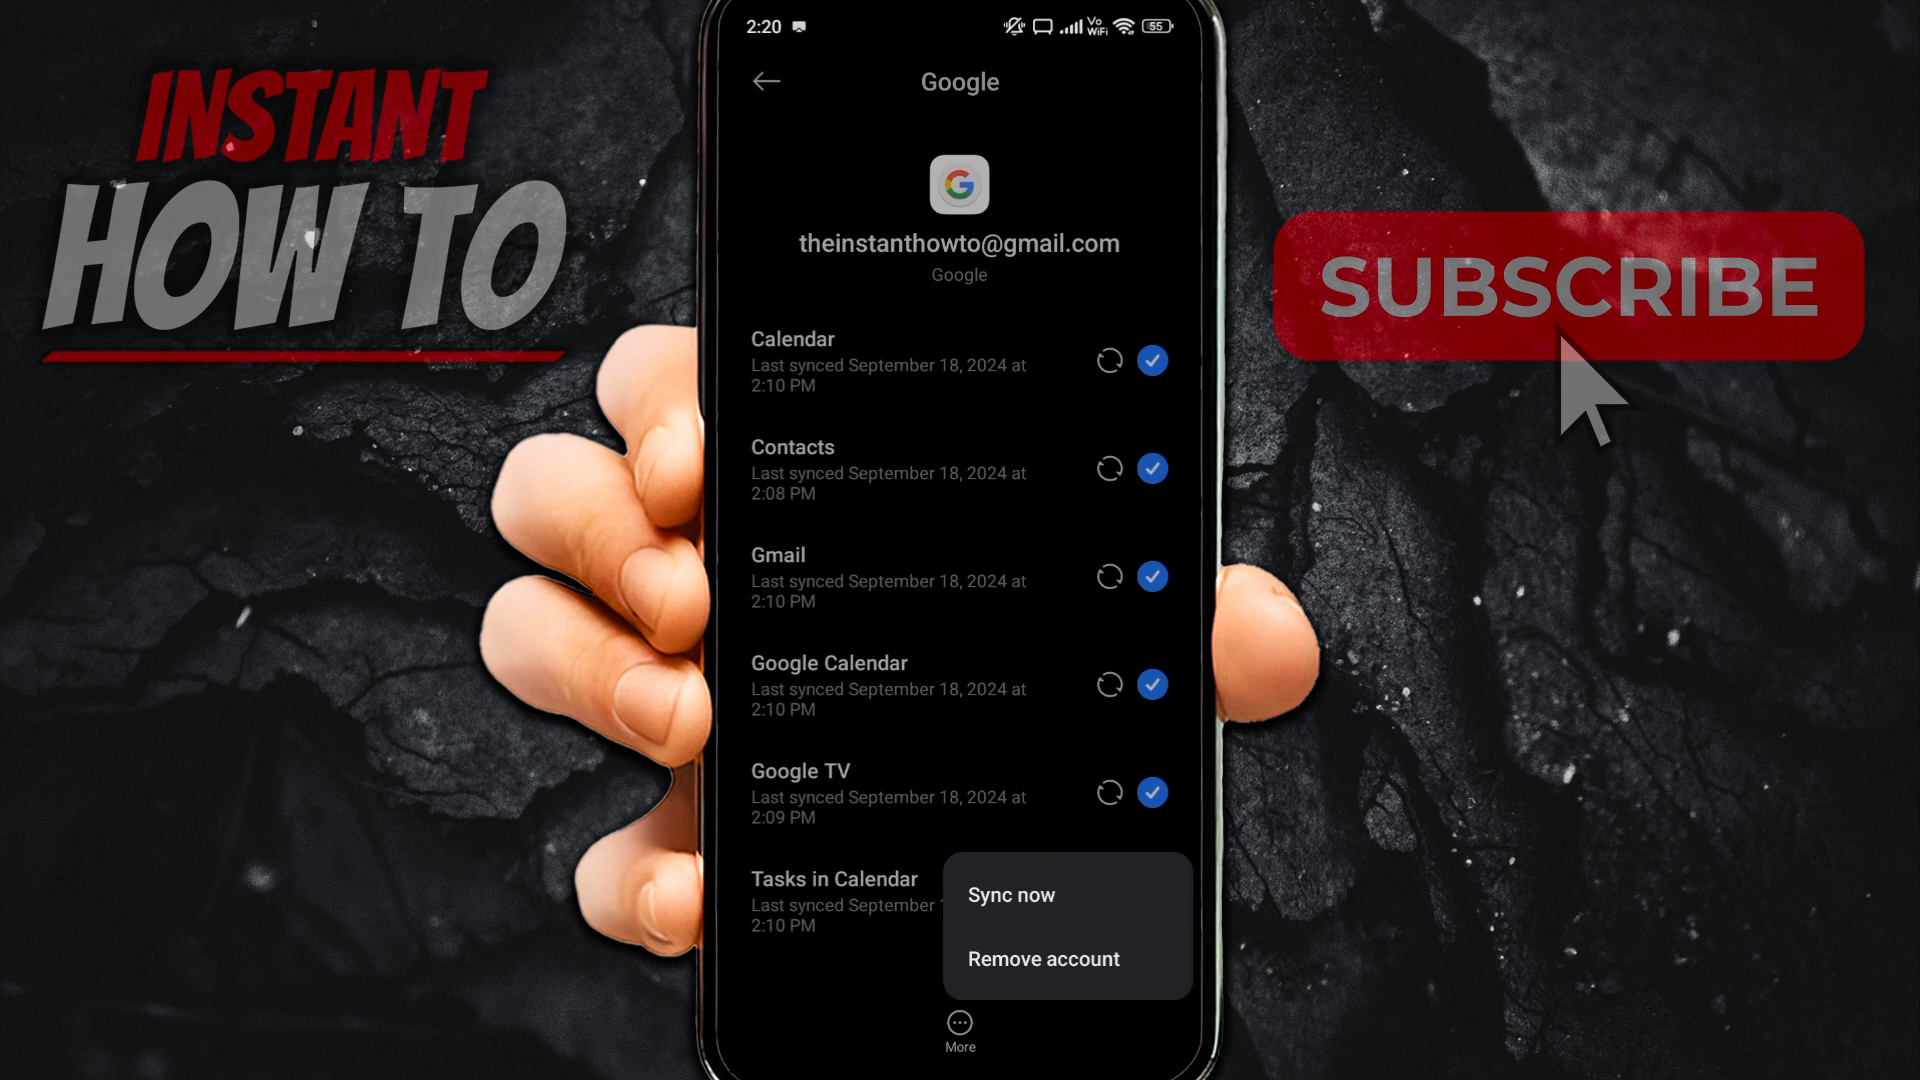 INSTANT
HOW TO
2:20
Vo
WiFi
55
Google
theinstanthowto@gmail.com
Google
Calendar
Last synced September 18, 2024 at
2:10 PM
Contacts
Last synced September 18, 2024 at
2:08 PM
Gmail
Last synced September 18, 2024 at
2:10 PM
Google Calendar
Last synced September 18, 2024 at
2:10 PM
Google TV
Last synced September 18, 2024 at
2:09 PM
Tasks in Calendar
Last synced September
2:10 PM
Sync now
Remove account
More
SUBSCRIBE